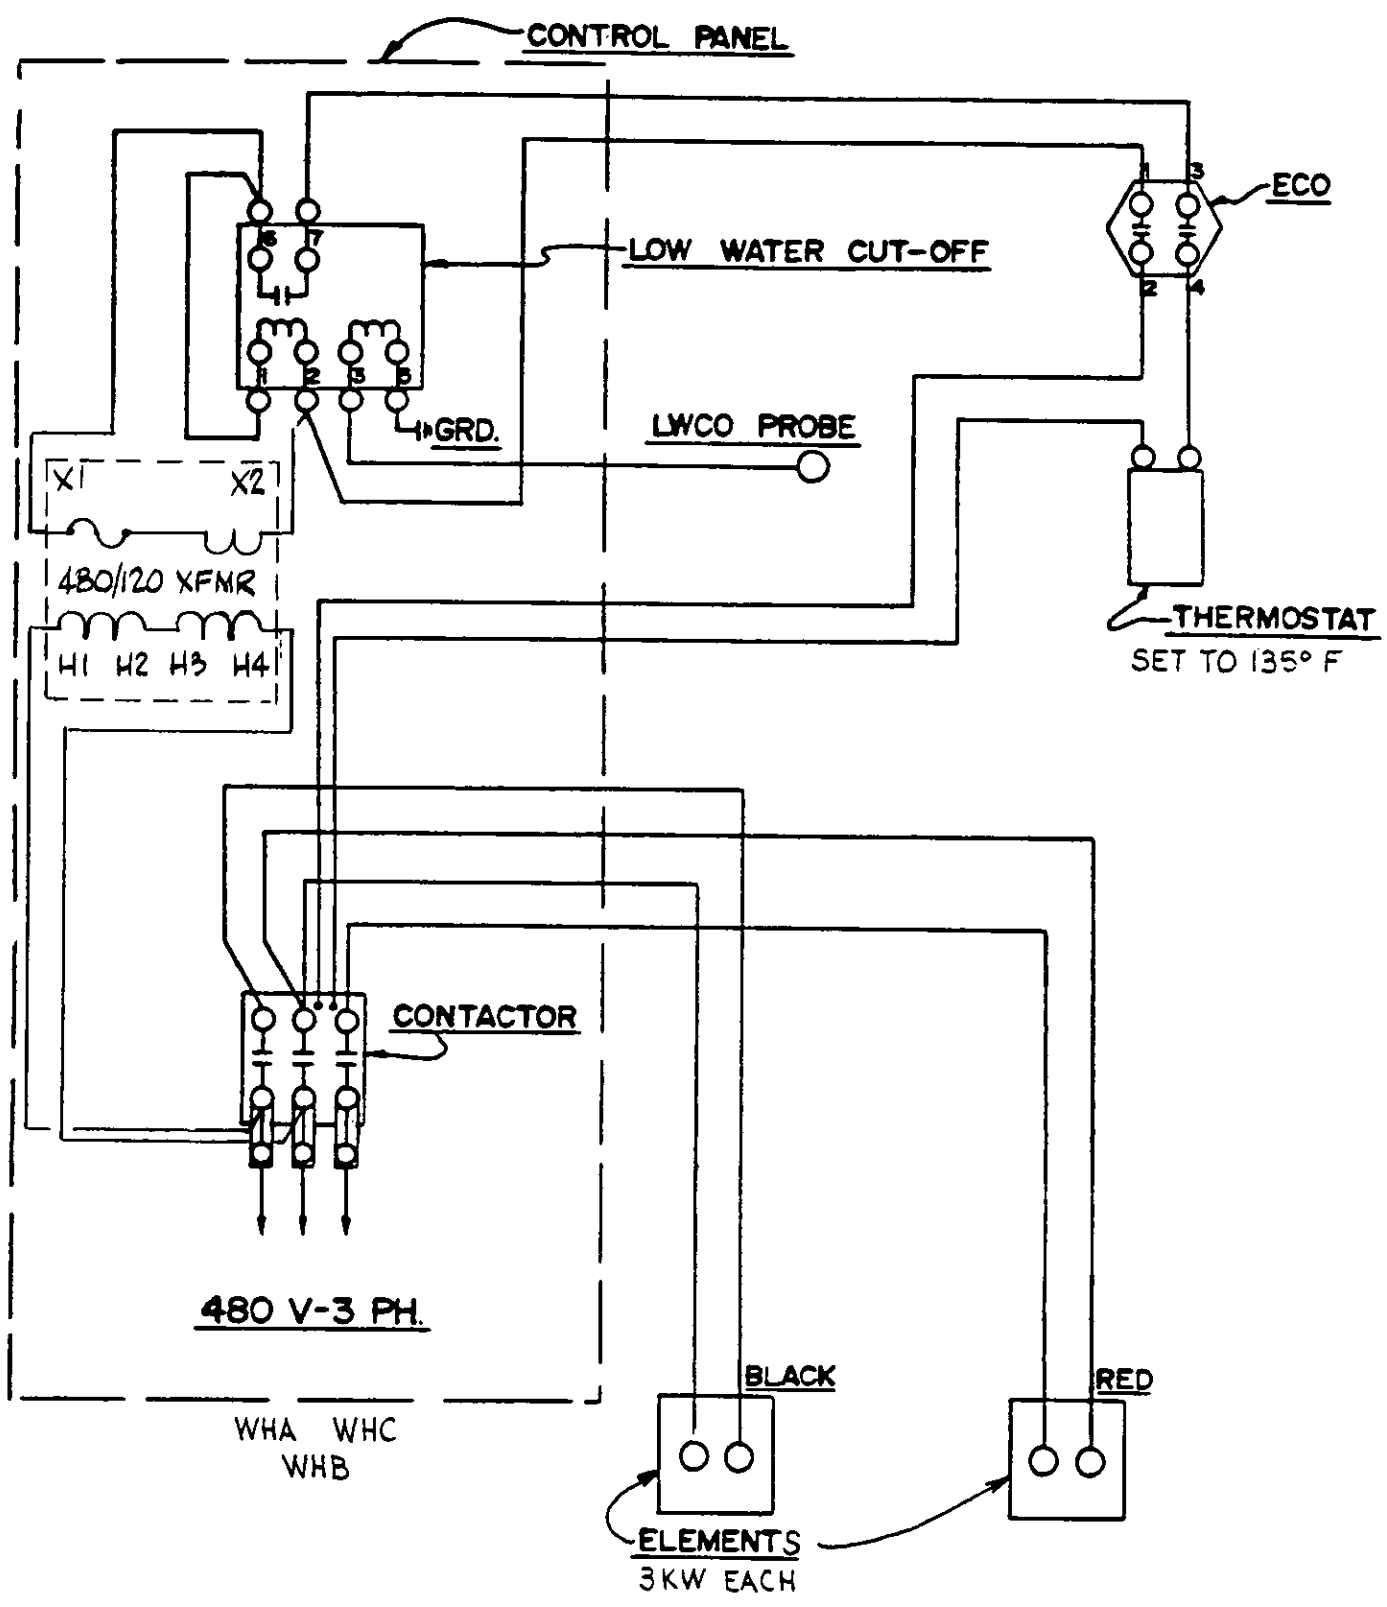 CONTROL PANEL
1 3
ECO
6 7
LOW WATER CUT-OFF
2 4
1 2 3 5
GRD.
LWCO PROBE
X1 X2
480/120 XFMR
H1 H2 H3 H4
THERMOSTAT
SET TO 135° F
CONTACTOR
480 V-3 PH.
BLACK
RED
WHA WHC
WHB
ELEMENTS
3KW EACH